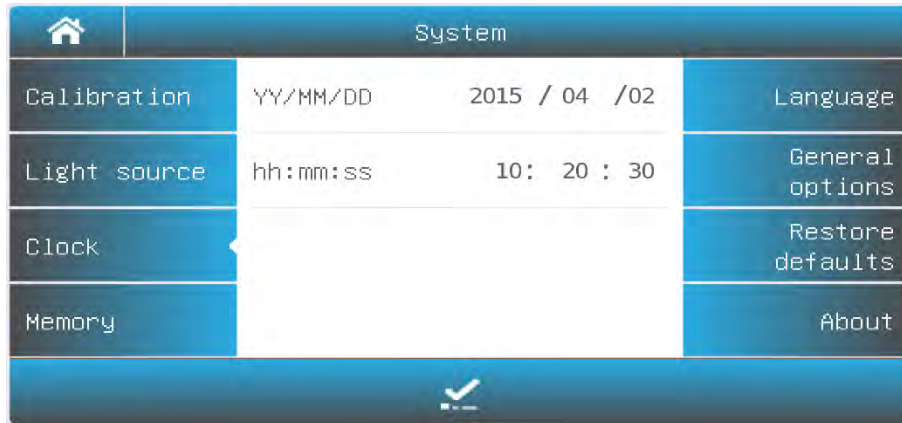 System
Calibration
YY/MM/DD 2015 / 04 /02
Language
Light source
hh:mm:ss 10: 20 : 30
General
options
Clock
Restore
defaults
Memory
About